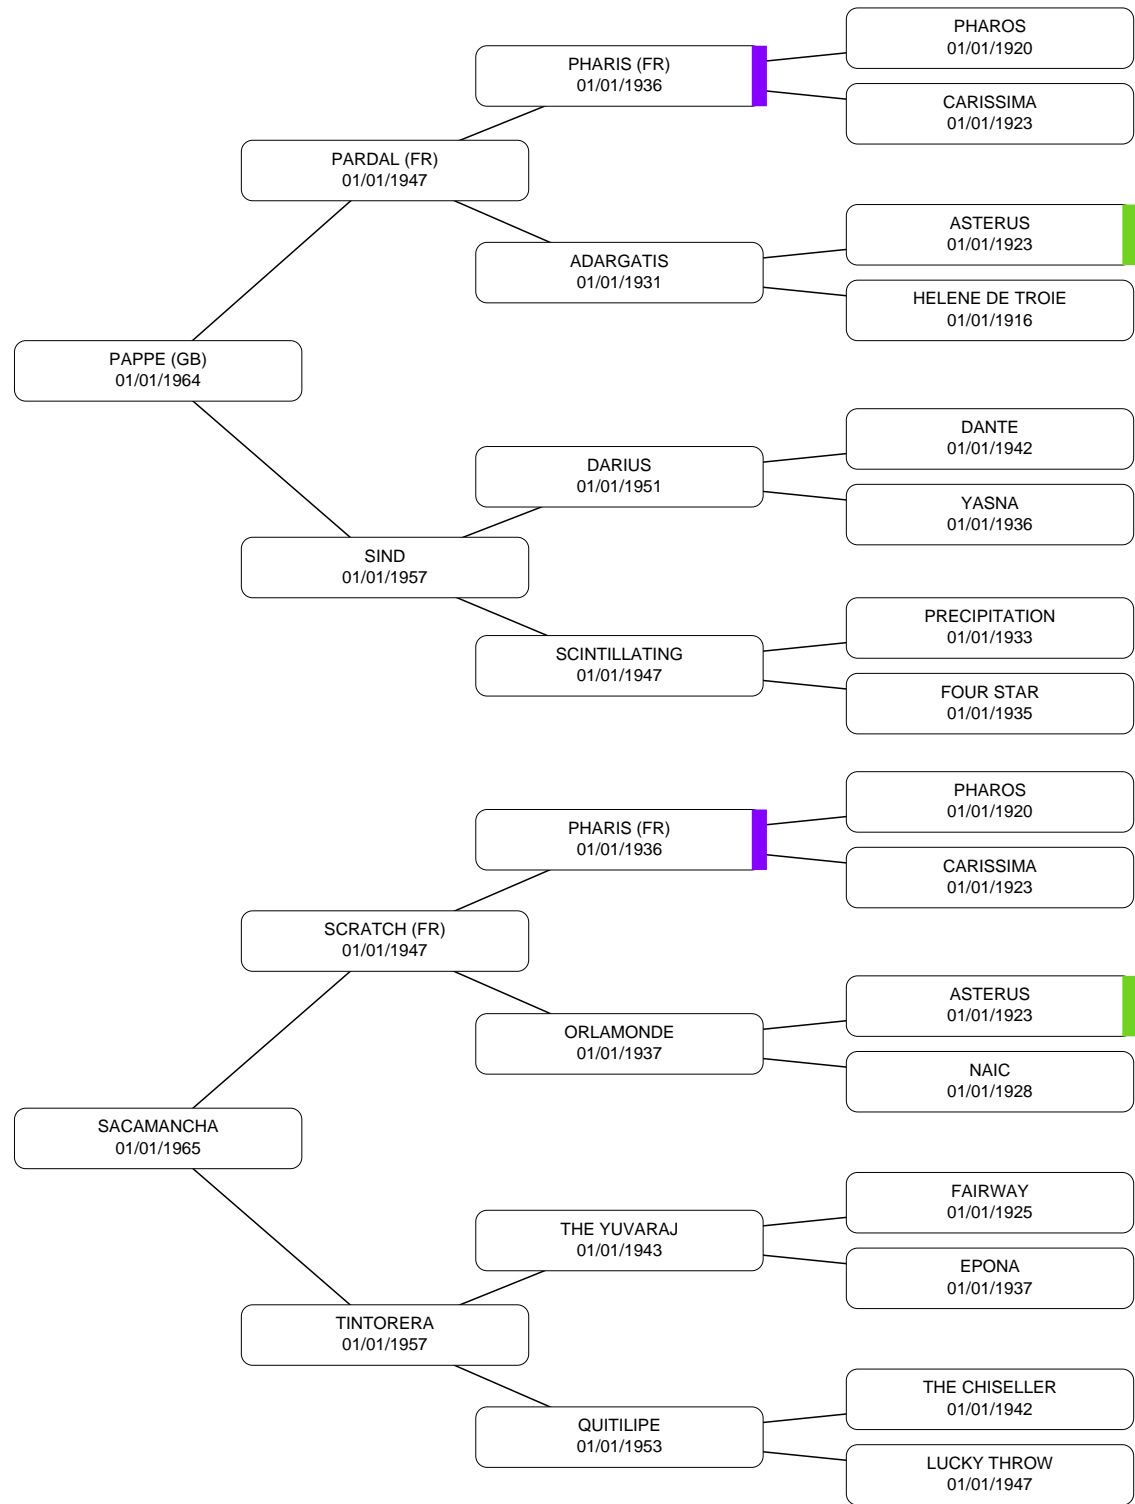 PHAROS
01/01/1920
PHARIS (FR)
01/01/1936
CARISSIMA
01/01/1923
PARDAL (FR)
01/01/1947
ASTERUS
01/01/1923
ADARGATIS
01/01/1931
HELENE DE TROIE
01/01/1916
PAPPE (GB)
01/01/1964
DANTE
01/01/1942
DARIUS
01/01/1951
YASNA
01/01/1936
SIND
01/01/1957
PRECIPITATION
01/01/1933
SCINTILLATING
01/01/1947
FOUR STAR
01/01/1935
PHAROS
01/01/1920
PHARIS (FR)
01/01/1936
CARISSIMA
01/01/1923
SCRATCH (FR)
01/01/1947
ASTERUS
01/01/1923
ORLAMONDE
01/01/1937
NAIC
01/01/1928
SACAMANCHA
01/01/1965
FAIRWAY
01/01/1925
THE YUVARAJ
01/01/1943
EPONA
01/01/1937
TINTORERA
01/01/1957
THE CHISELLER
01/01/1942
QUITILIPE
01/01/1953
LUCKY THROW
01/01/1947